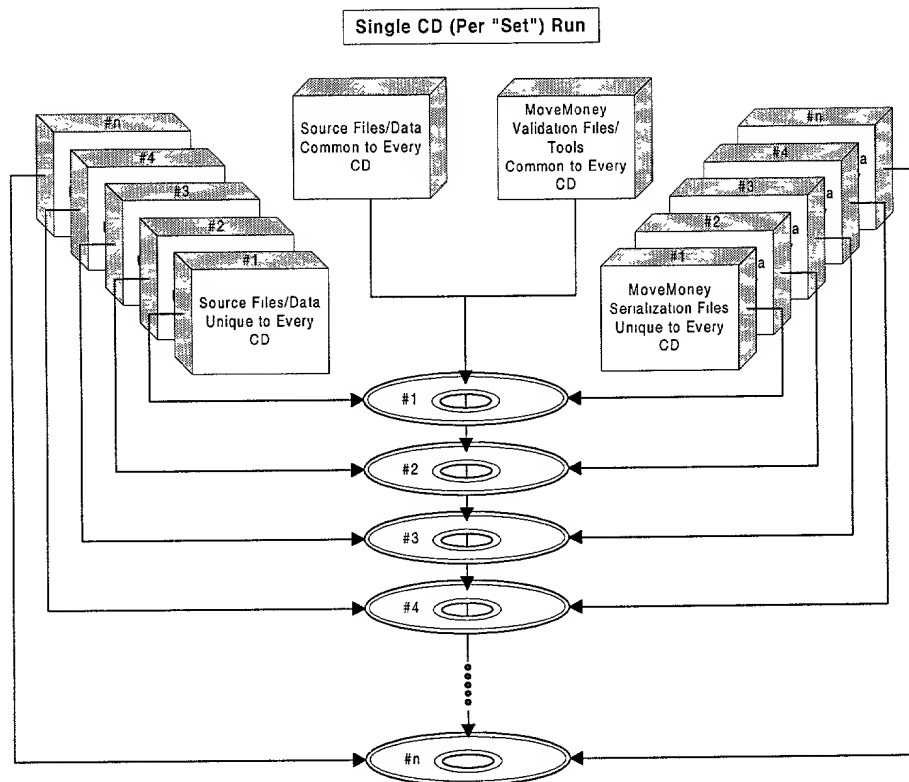 Single CD (Per "Set") Run
Source Files/Data
Common to Every
CD
MoveMoney
Validation Files/
Tools
Common to Every
CD
#n
#4
#3
#2
#1
Source Files/Data
Unique to Every
CD
#n
a
#4
a
#3
a
#2
a
#1
MoveMoney
Serialization Files
Unique to Every
CD
#1
#2
#3
#4
#n